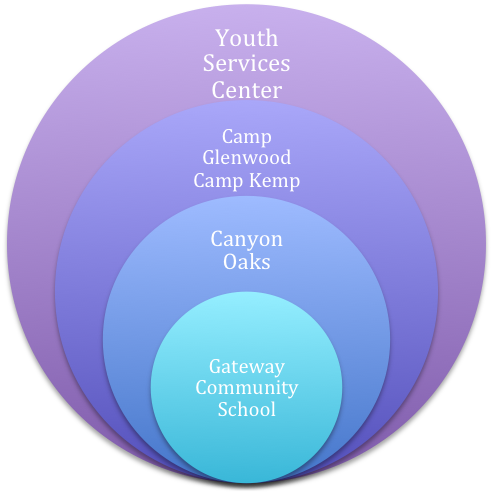 Youth
Services
Center
Camp
Glenwood
Camp Kemp
Canyon
Oaks
Gateway
Community
School